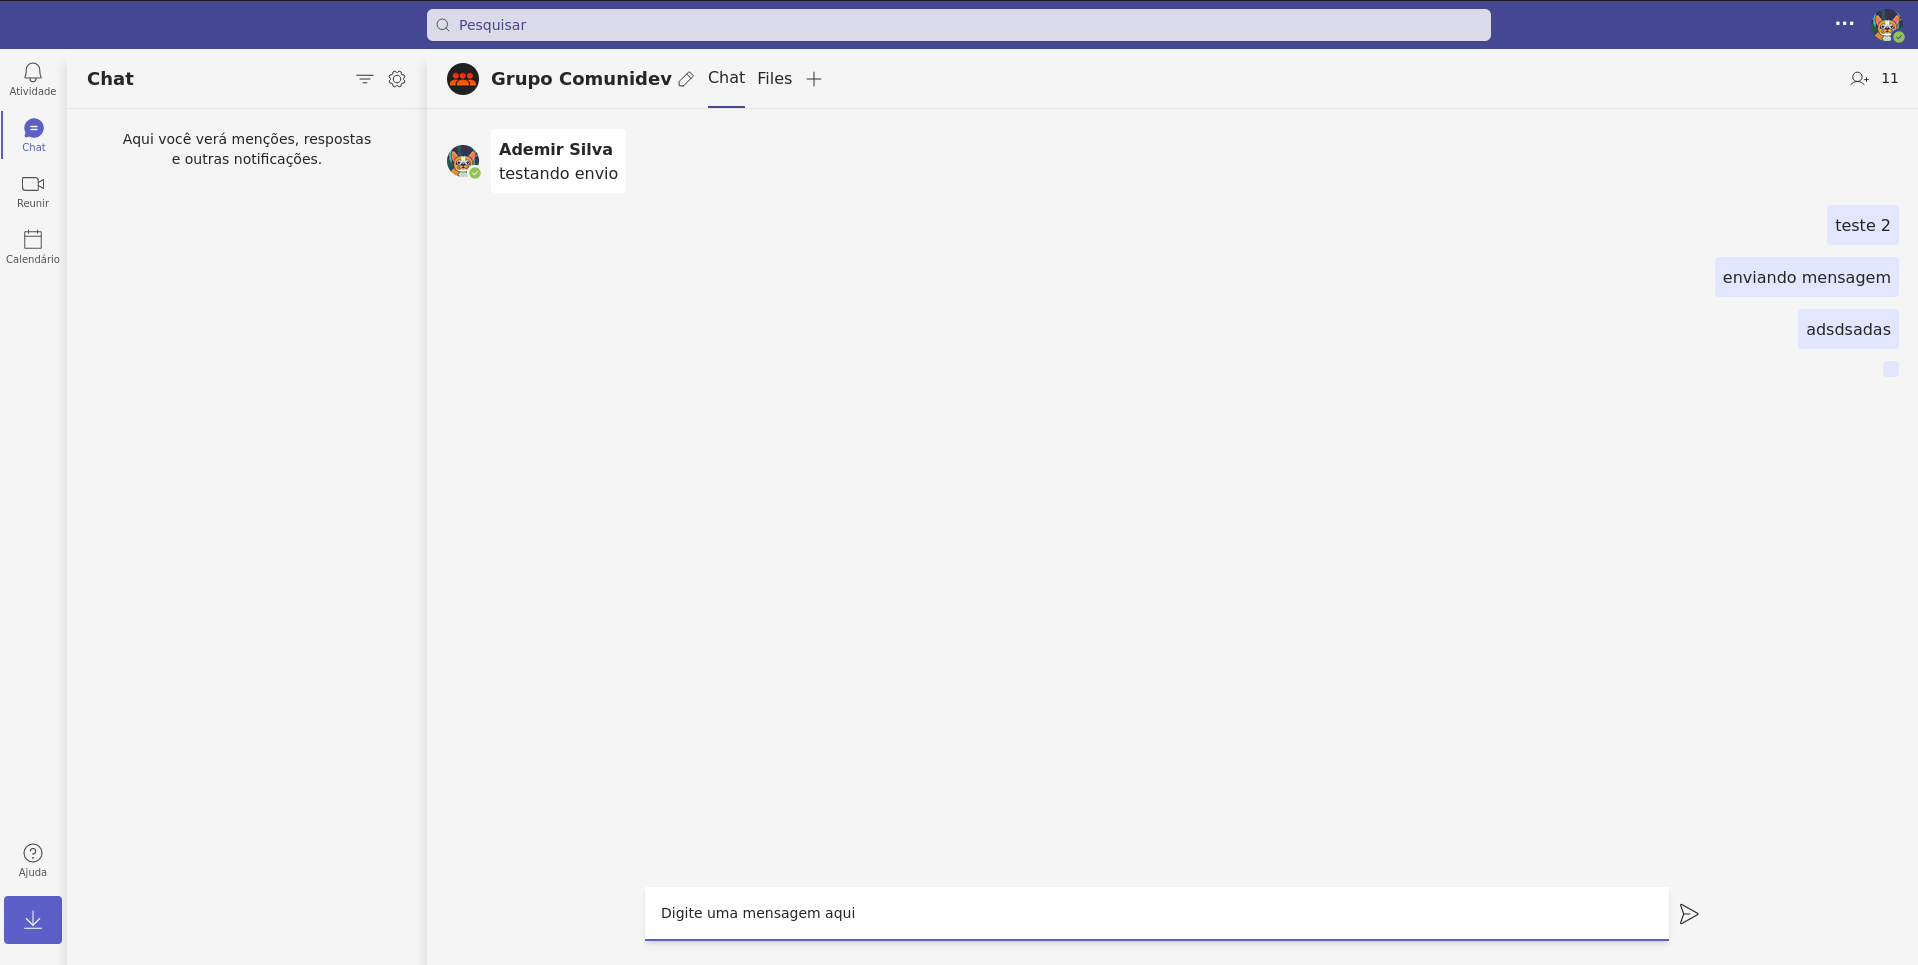 Pesquisar
Atividade
Chat
Reunir
Calendário
Ajuda
Chat
Aqui você verá menções, respostas
e outras notificações.
Grupo Comunidev
Chat
Files
11
Ademir Silva
testando envio
teste 2
enviando mensagem
adsdsadas
Digite uma mensagem aqui